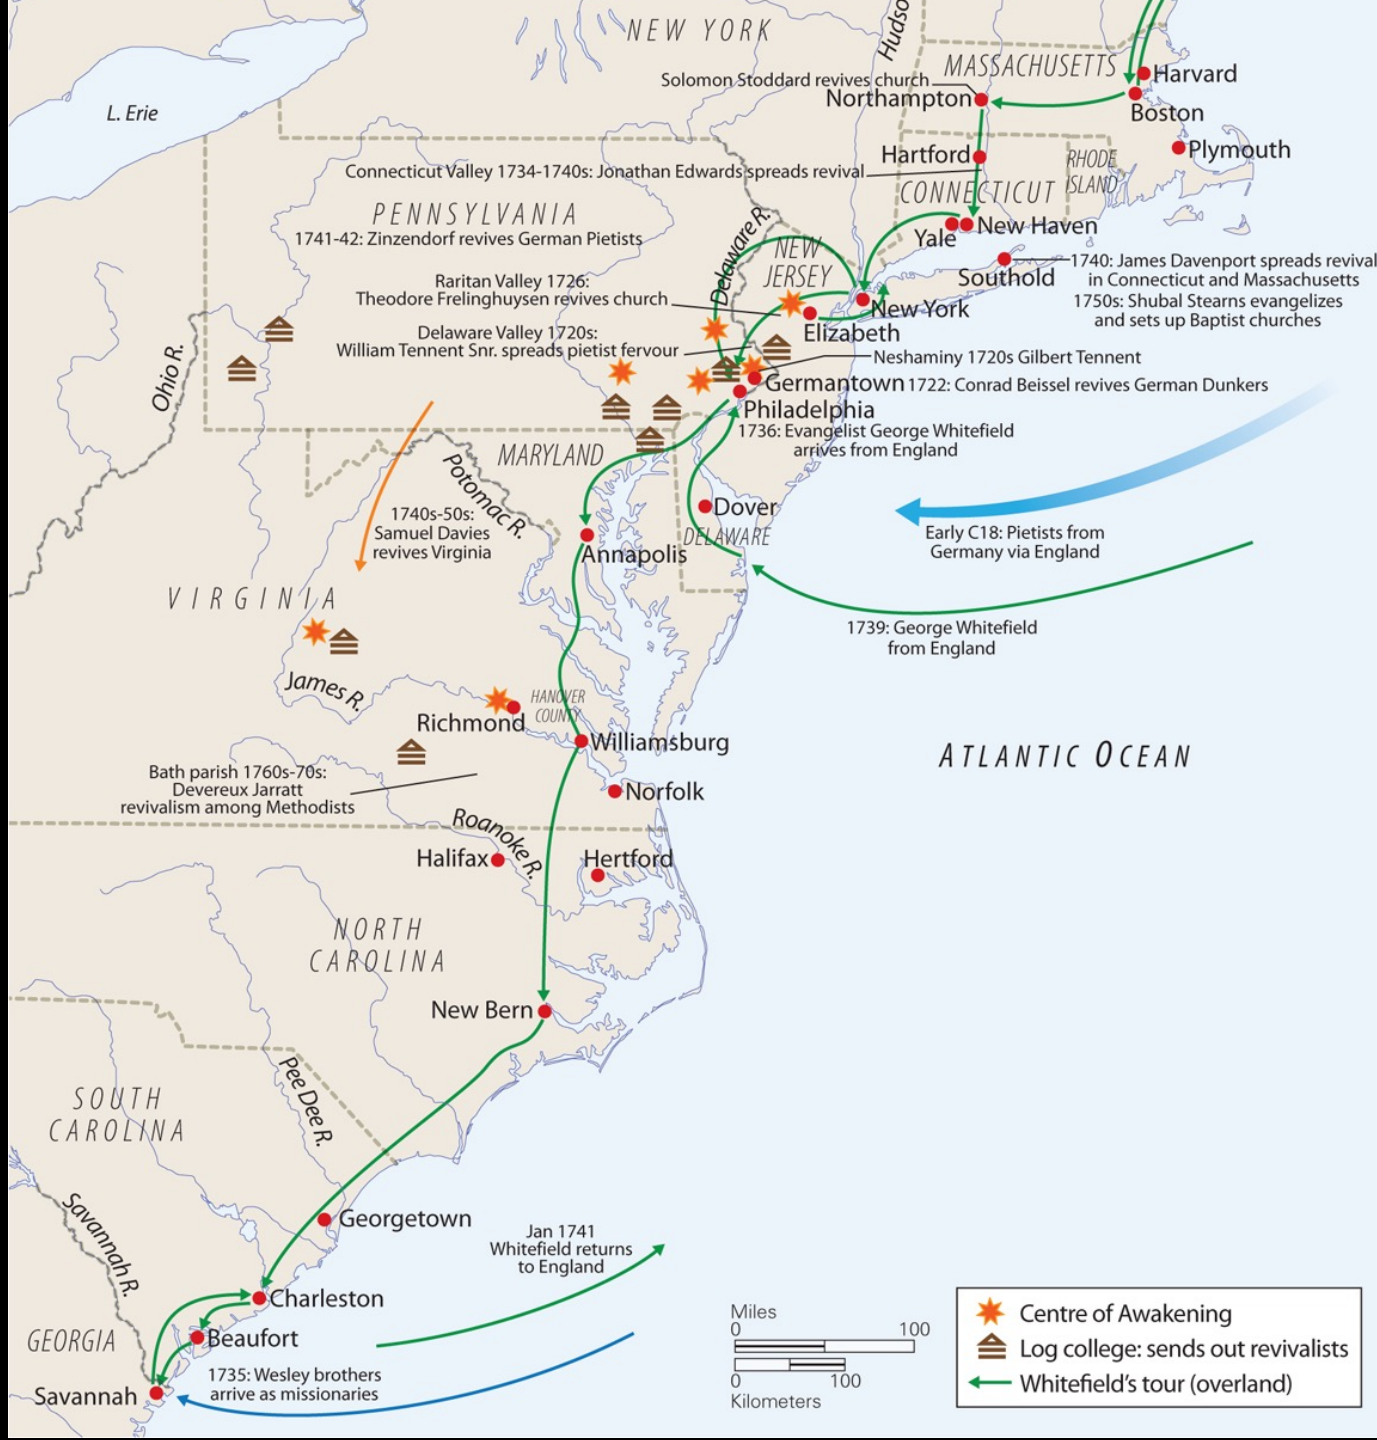 NEW YORK
Hudso
MASSACHUSETTS
Harvard
Solomon Stoddard revives church
Northampton
Boston
L. Erie
Plymouth
Hartford
RHODE
ISLAND
Connecticut Valley 1734-1740s: Jonathan Edwards spreads revival
CONNECTICUT
PENNSYLVANIA
1741-42: Zinzendorf revives German Pietists
Delaware R.
Yale
New Haven
NEW
JERSEY
Southold
1740: James Davenport spreads revival
in Connecticut and Massachusetts
1750s: Shubal Stearns evangelizes
and sets up Baptist churches
Raritan Valley 1726:
Theodore Frelinghuysen revives church
New York
Elizabeth
Delaware Valley 1720s:
William Tennent Snr. spreads pietist fervour
Neshaminy 1720s Gilbert Tennent
Ohio R.
Germantown 1722: Conrad Beissel revives German Dunkers
Philadelphia
1736: Evangelist George Whitefield
arrives from England
MARYLAND
Potomac R.
1740s-50s:
Samuel Davies
revives Virginia
Dover
DELAWARE
Annapolis
Early C18: Pietists from
Germany via England
VIRGINIA
1739: George Whitefield
from England
James R.
HANOVER
COUNTY
Richmond
Williamsburg
ATLANTIC OCEAN
Bath parish 1760s-70s:
Devereux Jarratt
revivalism among Methodists
Norfolk
Roanoke R.
Halifax
Hertford
NORTH
CAROLINA
New Bern
Pee Dee R.
SOUTH
CAROLINA
Savannah R.
Georgetown
Jan 1741
Whitefield returns
to England
Charleston
GEORGIA
Beaufort
1735: Wesley brothers
arrive as missionaries
Savannah
Miles
0 100
0 100
Kilometers
Centre of Awakening
Log college: sends out revivalists
Whitefield's tour (overland)